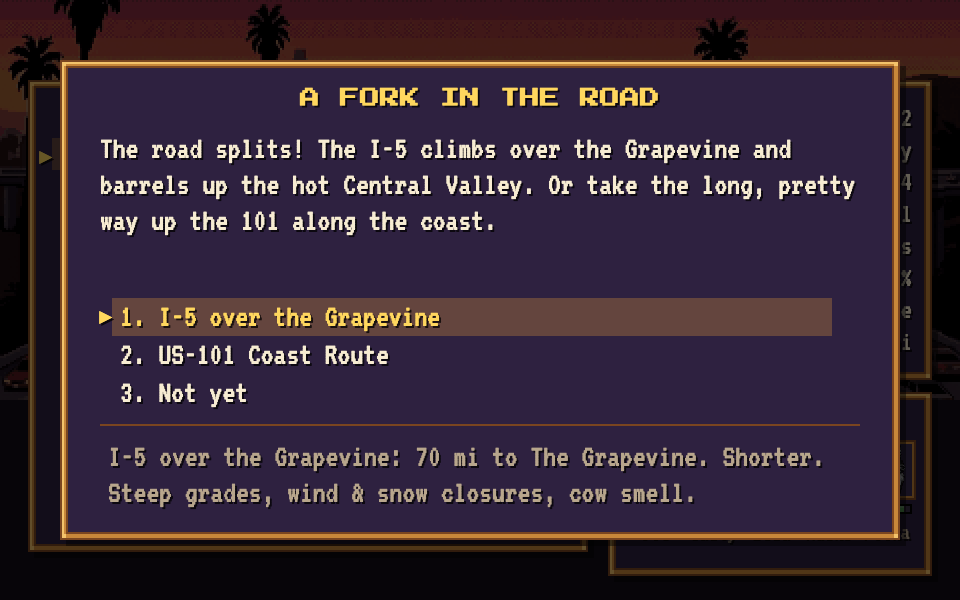 A FORK IN THE ROAD
The road splits! The I-5 climbs over the Grapevine and
barrels up the hot Central Valley. Or take the long, pretty
way up the 101 along the coast.
1. I-5 over the Grapevine
2. US-101 Coast Route
3. Not yet
I-5 over the Grapevine: 70 mi to The Grapevine. Shorter.
Steep grades, wind & snow closures, cow smell.